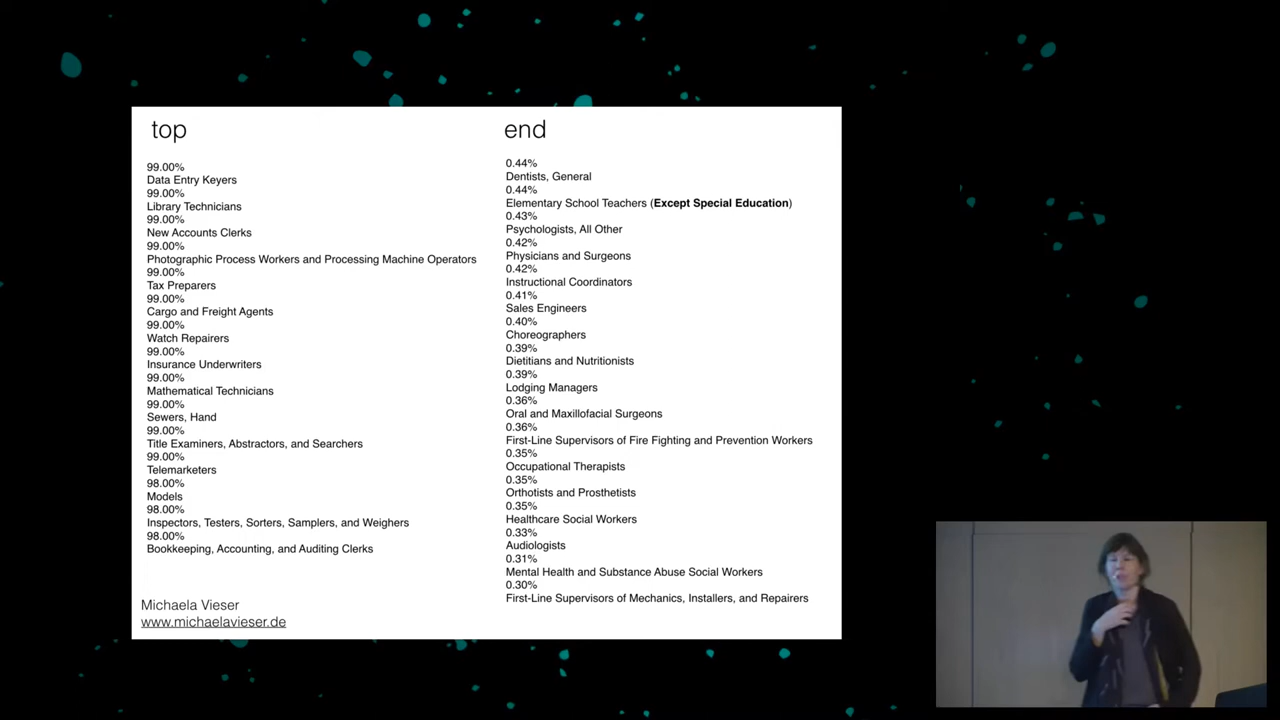 top
99.00%
Data Entry Keyers
99.00%
Library Technicians
99.00%
New Accounts Clerks
99.00%
Photographic Process Workers and Processing Machine Operators
99.00%
Tax Preparers
99.00%
Cargo and Freight Agents
99.00%
Watch Repairers
99.00%
Insurance Underwriters
99.00%
Mathematical Technicians
99.00%
Sewers, Hand
99.00%
Title Examiners, Abstractors, and Searchers
99.00%
Telemarketers
98.00%
Models
98.00%
Inspectors, Testers, Sorters, Samplers, and Weighers
98.00%
Bookkeeping, Accounting, and Auditing Clerks
end
0.44%
Dentists, General
0.44%
Elementary School Teachers (Except Special Education)
0.43%
Psychologists, All Other
0.42%
Physicians and Surgeons
0.42%
Instructional Coordinators
0.41%
Sales Engineers
0.40%
Choreographers
0.39%
Dietitians and Nutritionists
0.39%
Lodging Managers
0.36%
Oral and Maxillofacial Surgeons
0.36%
First-Line Supervisors of Fire Fighting and Prevention Workers
0.35%
Occupational Therapists
0.35%
Orthotists and Prosthetists
0.35%
Healthcare Social Workers
0.33%
Audiologists
0.31%
Mental Health and Substance Abuse Social Workers
0.30%
First-Line Supervisors of Mechanics, Installers, and Repairers
Michaela Vieser
www.michaelavieser.de